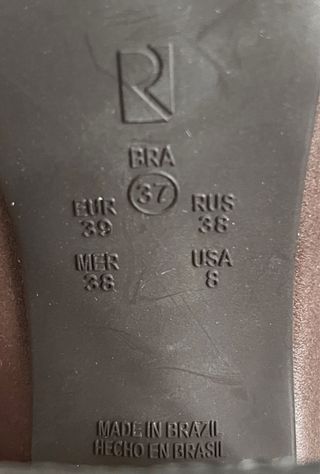 R
BRA
37
EUR RUS
39 38
MER USA
38 8
MADE IN BRAZIL
HECHO EN BRASIL